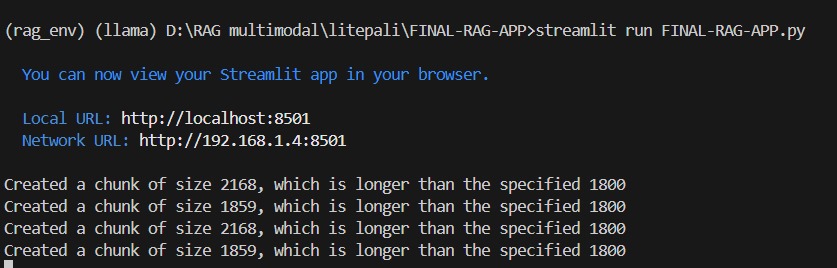 (rag_env) (llama) D:\RAG multimodal\litepali\FINAL-RAG-APP>streamlit run FINAL-RAG-APP.py
You can now view your Streamlit app in your browser.
Local URL: http://localhost:8501
Network URL: http://192.168.1.4:8501
Created a chunk of size 2168, which is longer than the specified 1800
Created a chunk of size 1859, which is longer than the specified 1800
Created a chunk of size 2168, which is longer than the specified 1800
Created a chunk of size 1859, which is longer than the specified 1800